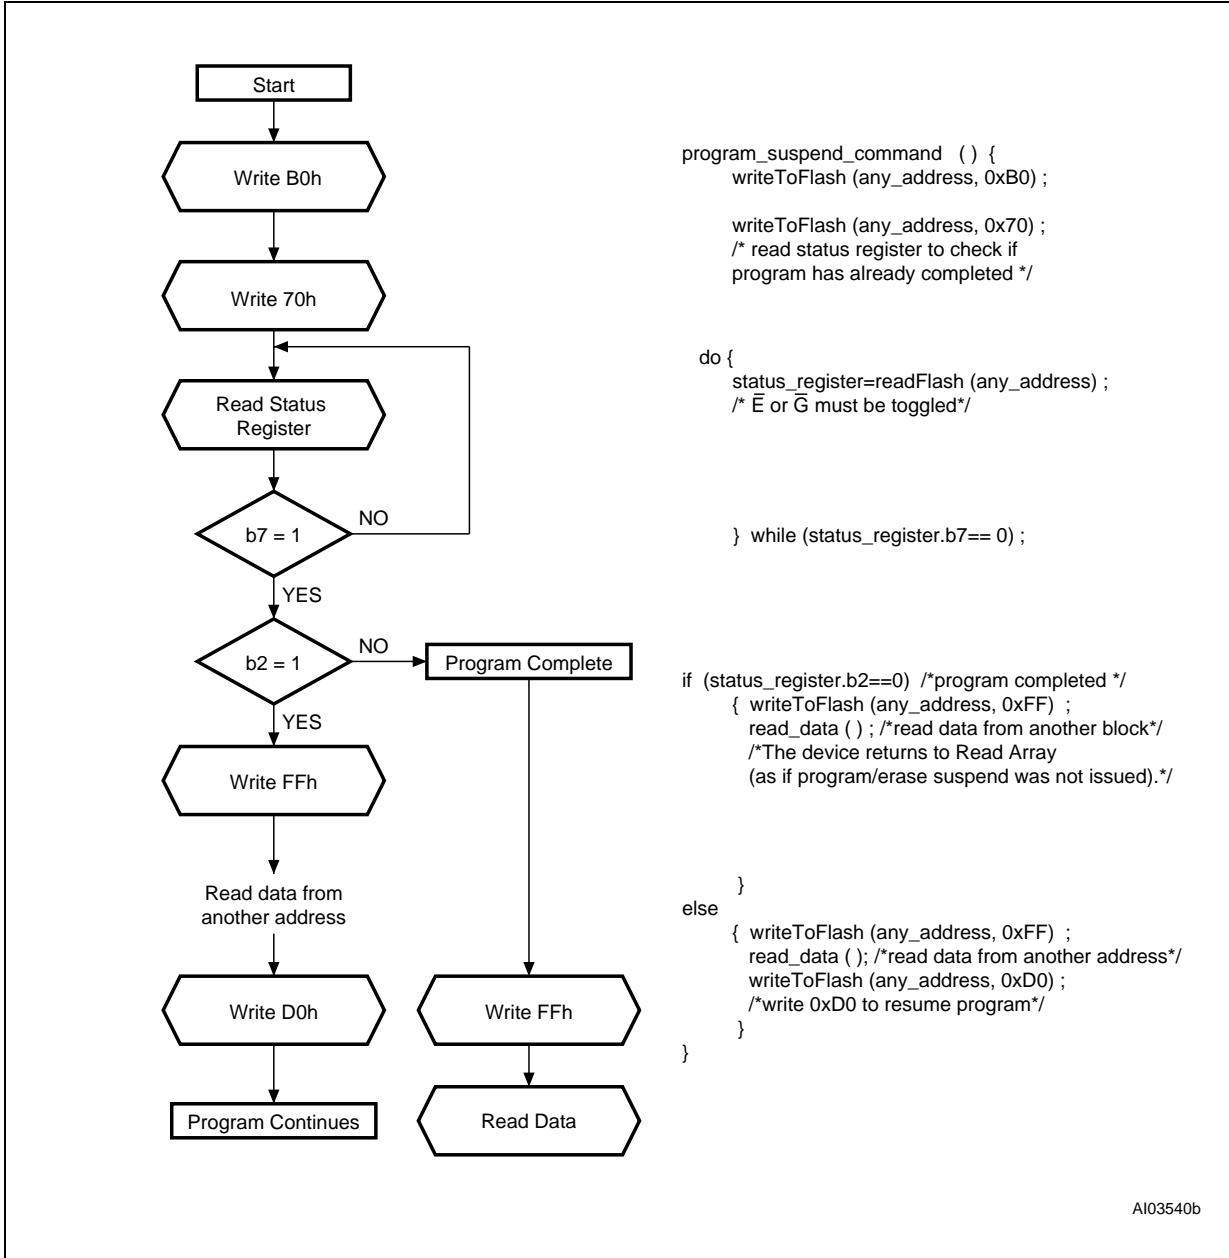 Start
Write B0h
Write 70h
Read Status
Register
b7 = 1
NO
YES
b2 = 1
NO
Program Complete
YES
Write FFh
Read data from
another address
Write D0h
Write FFh
Program Continues
Read Data
program_suspend_command ( ) {
writeToFlash (any_address, 0xB0) ;
writeToFlash (any_address, 0x70) ;
/* read status register to check if
program has already completed */
do {
status_register=readFlash (any_address) ;
/* E̅ or G̅ must be toggled*/
} while (status_register.b7== 0) ;
if (status_register.b2==0) /*program completed */
{ writeToFlash (any_address, 0xFF) ;
read_data ( ) ; /*read data from another block*/
/*The device returns to Read Array
(as if program/erase suspend was not issued).*/
}
else
{ writeToFlash (any_address, 0xFF) ;
read_data ( ); /*read data from another address*/
writeToFlash (any_address, 0xD0) ;
/*write 0xD0 to resume program*/
}
}
AI03540b